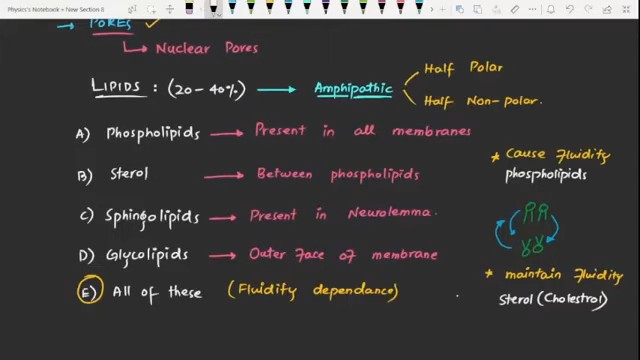 Physics's Notebook » New Section 6
→ PORES ✓
Nuclear Pores
LIPIDS : (20 - 40%) → Amphipathic
Half Polar
Half Non-polar.
A) Phospholipids → Present in all membranes
B) Sterol → Between phospholipids
C) Sphingolipids → Present in Neurolemma.
D) Glycolipids → Outer Face of membrane
E) All of these (Fluidity dependance)
* Cause Fluidity
phospholipids
* maintain Fluidity
Sterol (Cholestrol)